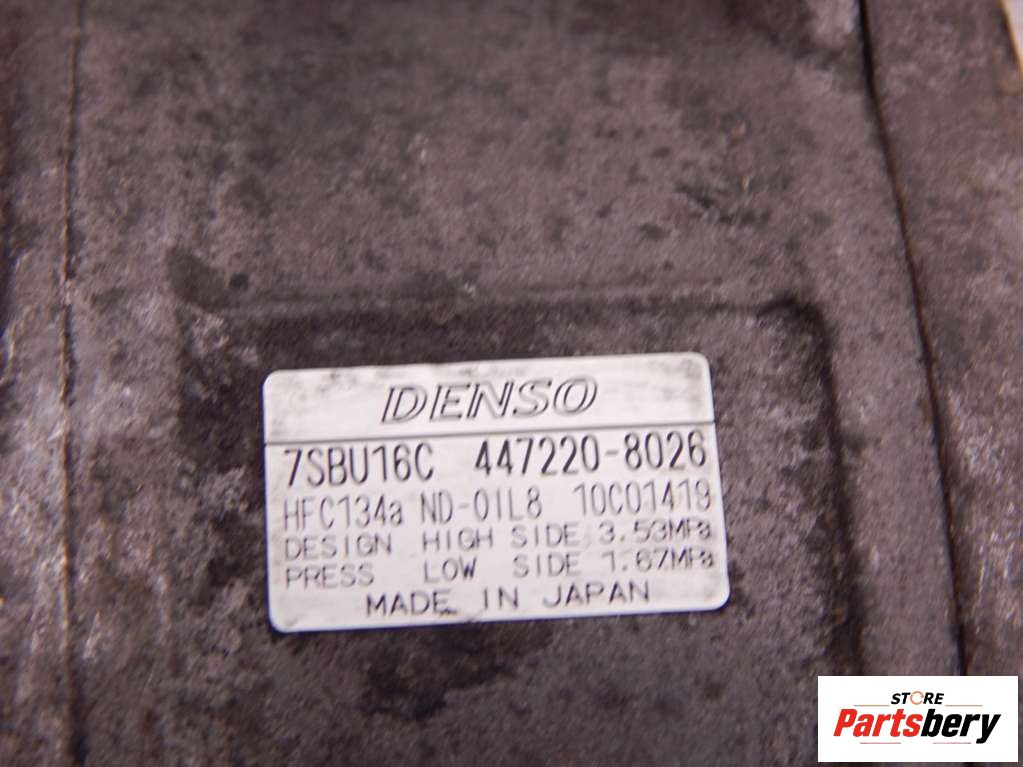 DENSO
7SBU16C 447220-8026
HFC134a ND-OIL8 10C01419
DESIGN HIGH SIDE 3.53MPa
PRESS LOW SIDE 1.67MPa
MADE IN JAPAN
STORE
Partsbery